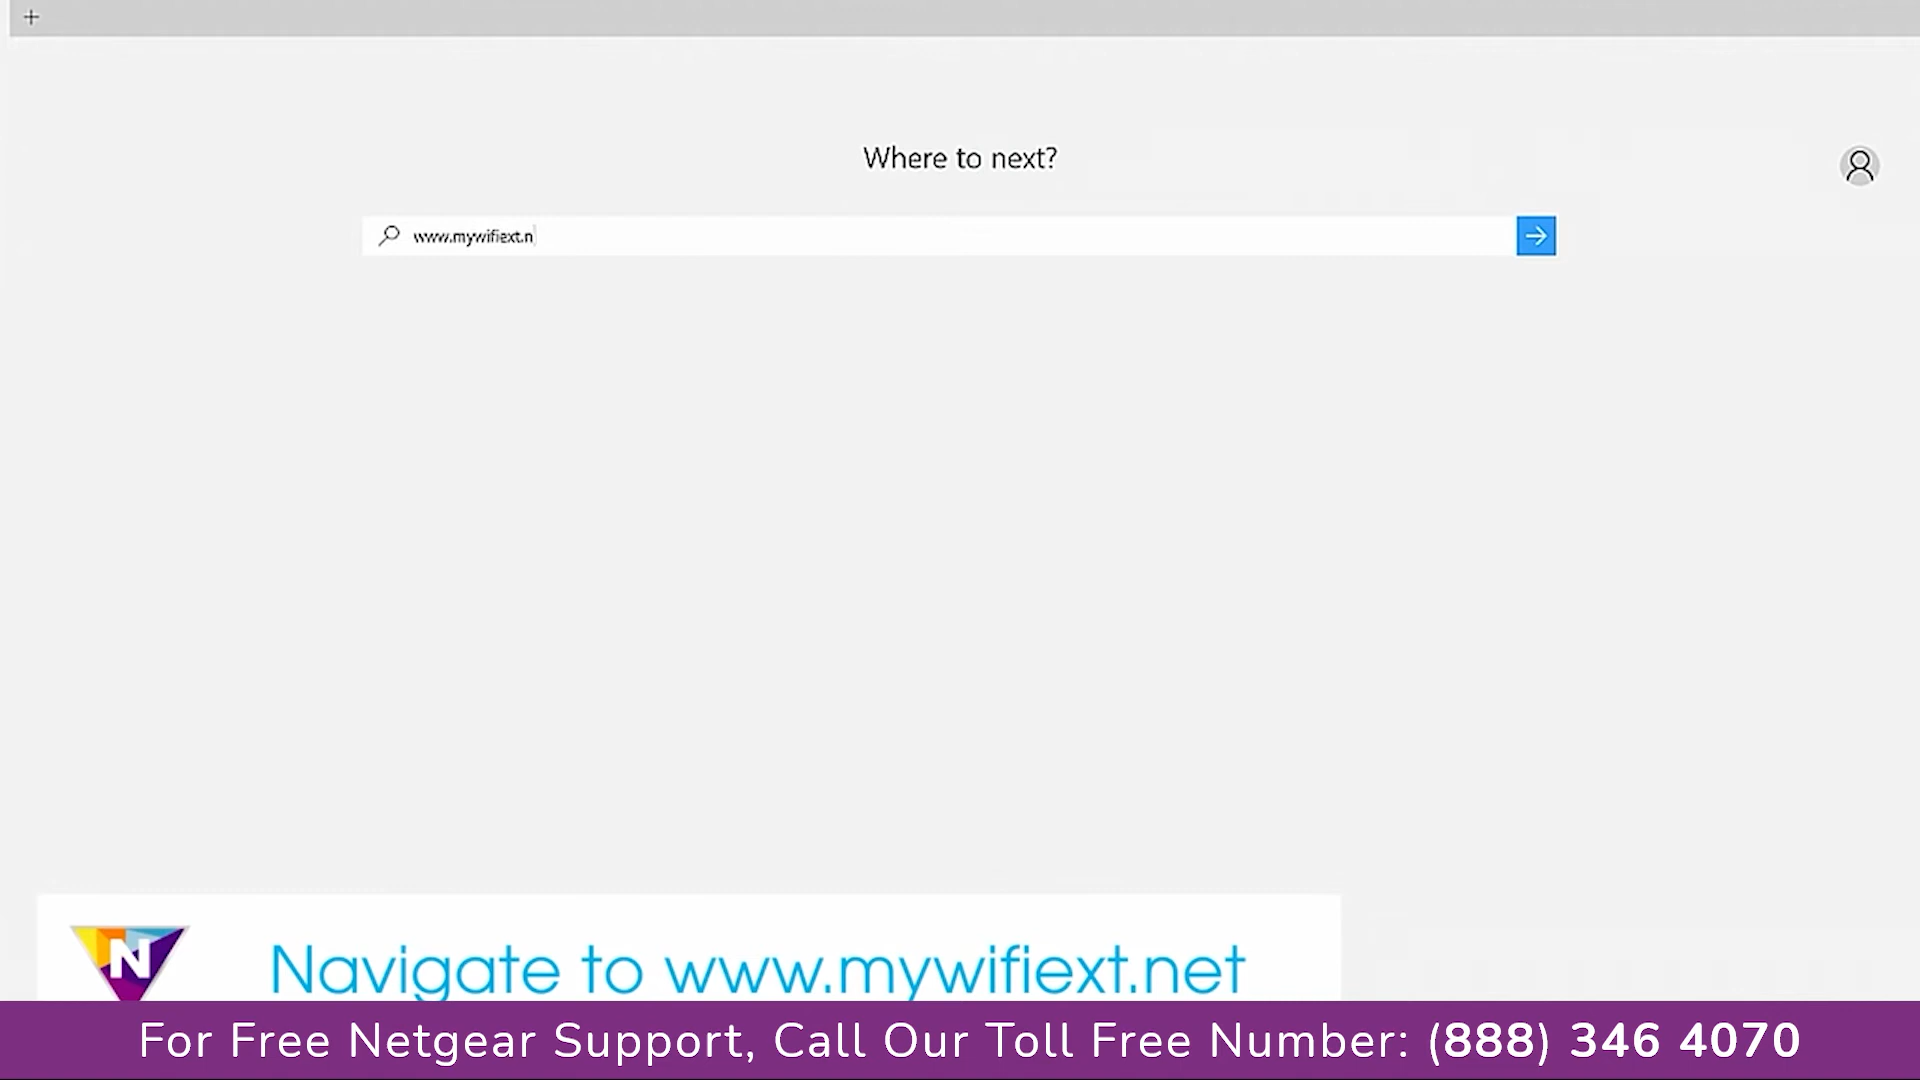 +
Where to next?
www.mywifiext.n
N
Navigate to www.mywifiext.net
For Free Netgear Support, Call Our Toll Free Number: (888) 346 4070